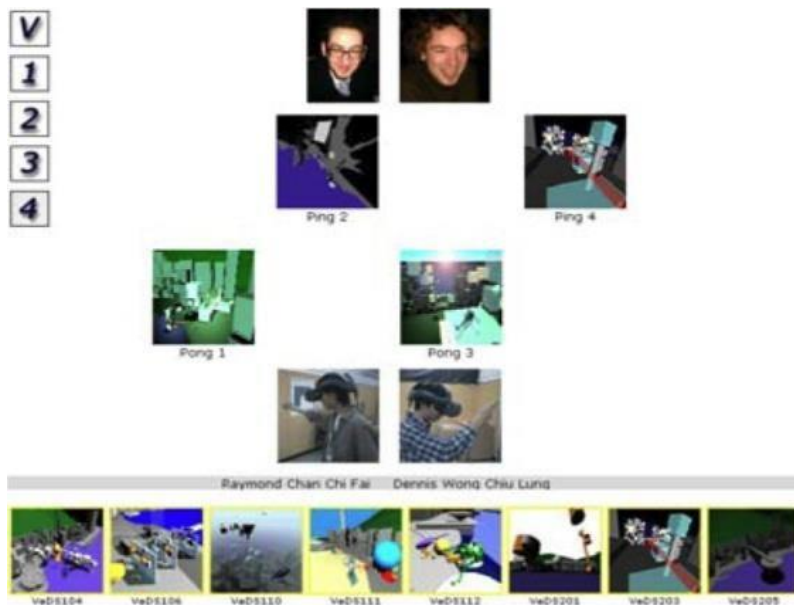 V
1
2
3
4
Ping 2
Ping 4
Pong 1
Pong 3
Raymond Chan Chi Fai Dennis Wong Chiu Lung
VeDS104 VeDS106 VeDS110 VeDS111 VeDS112 VeDS201 VeDS203 VeDS205